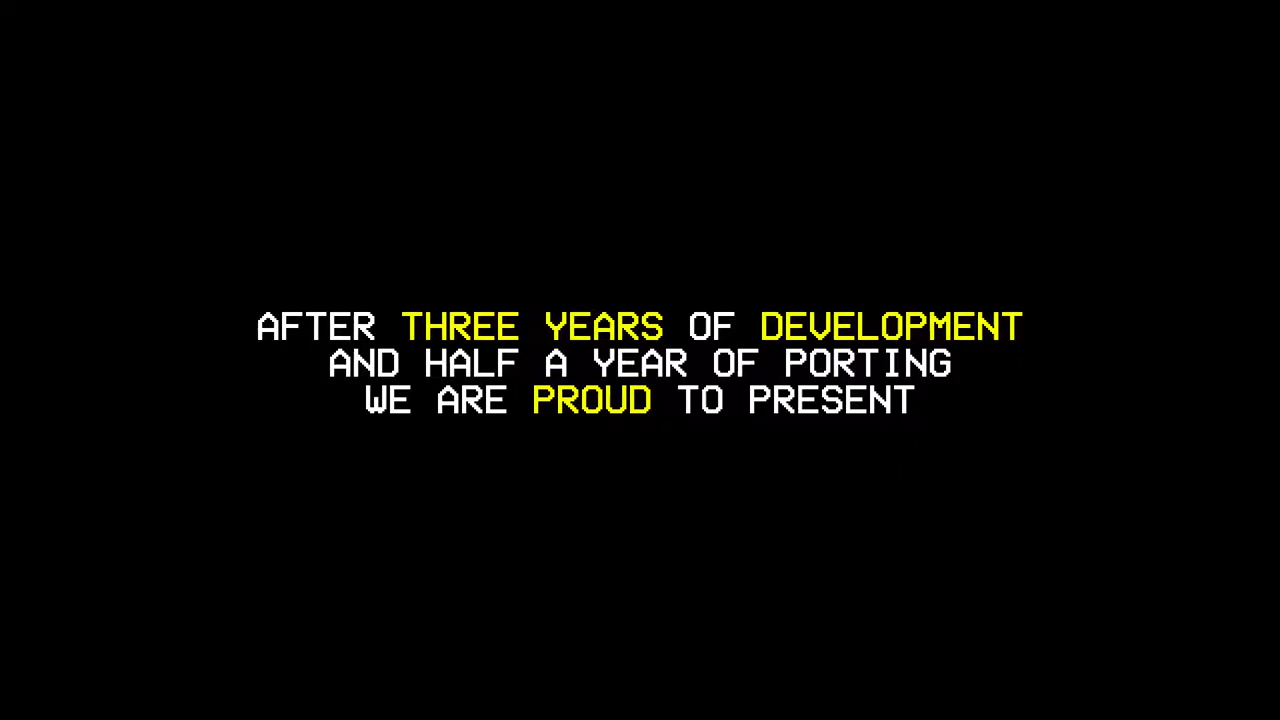 AFTER THREE YEARS OF DEVELOPMENT
AND HALF A YEAR OF PORTING
WE ARE PROUD TO PRESENT